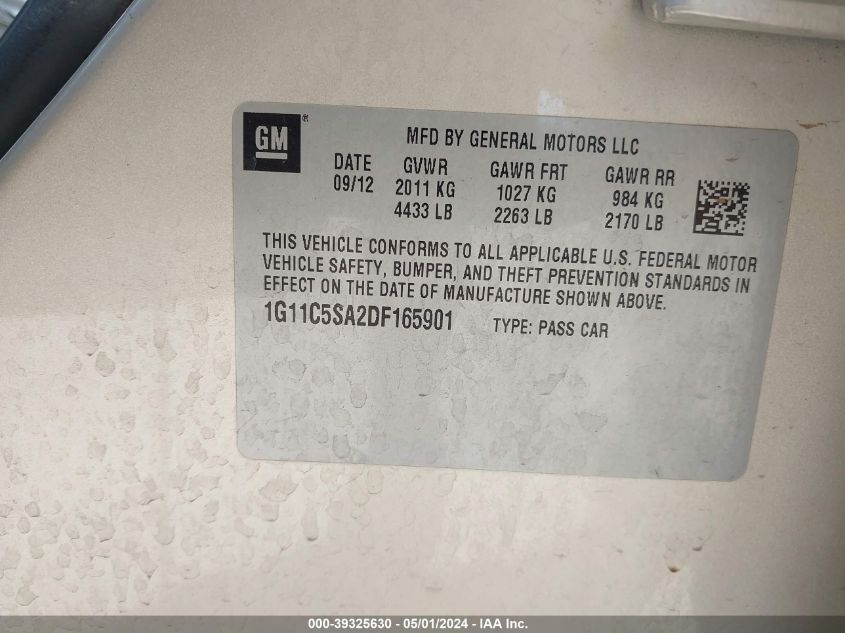 GM ®
MFD BY GENERAL MOTORS LLC
DATE GVWR GAWR FRT GAWR RR
09/12 2011 KG 1027 KG 984 KG
4433 LB 2263 LB 2170 LB
THIS VEHICLE CONFORMS TO ALL APPLICABLE U.S. FEDERAL MOTOR
VEHICLE SAFETY, BUMPER, AND THEFT PREVENTION STANDARDS IN
EFFECT ON THE DATE OF MANUFACTURE SHOWN ABOVE.
1G11C5SA2DF165901 TYPE: PASS CAR
000-39325630 - 05/01/2024 - IAA Inc.